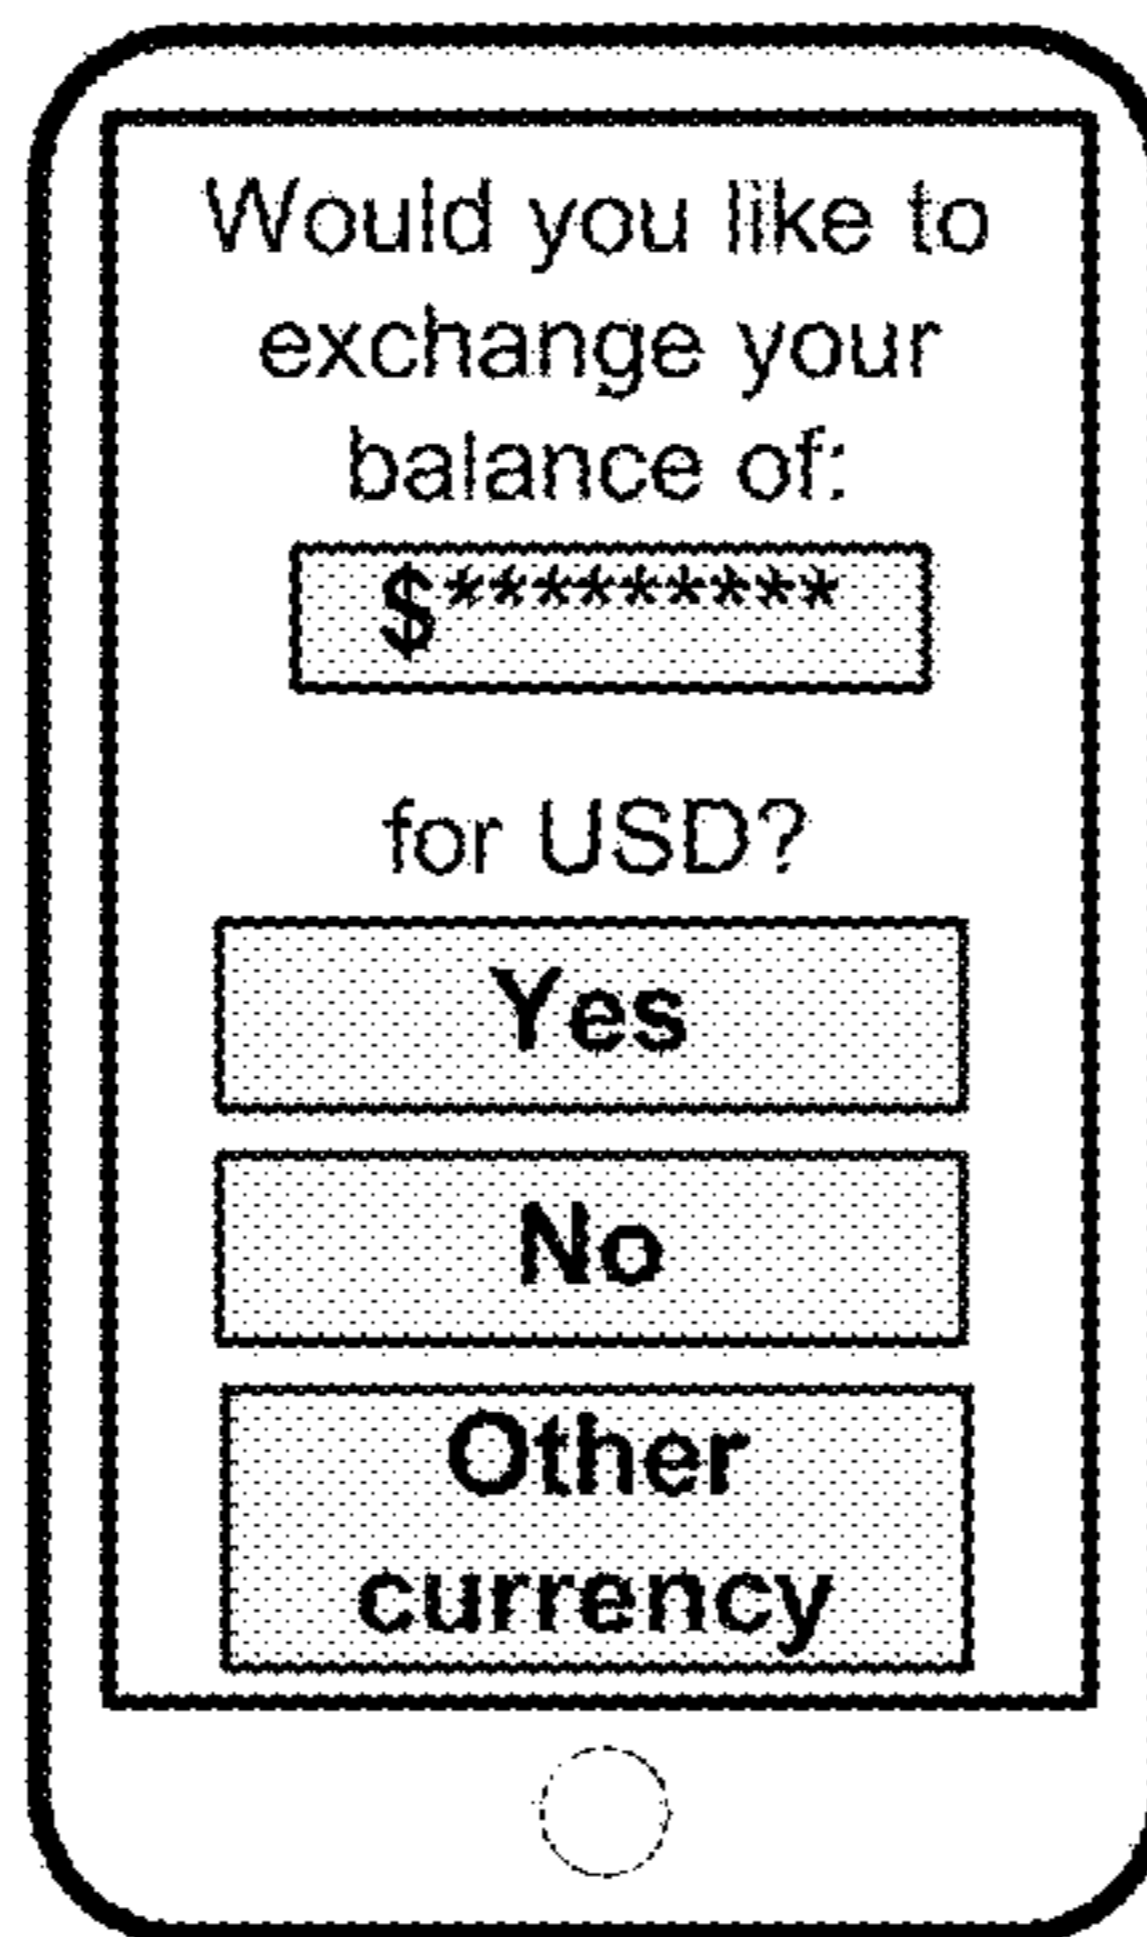 Would you like to
exchange your
balance of:
$*********
for USD?
Yes
No
Other
currency